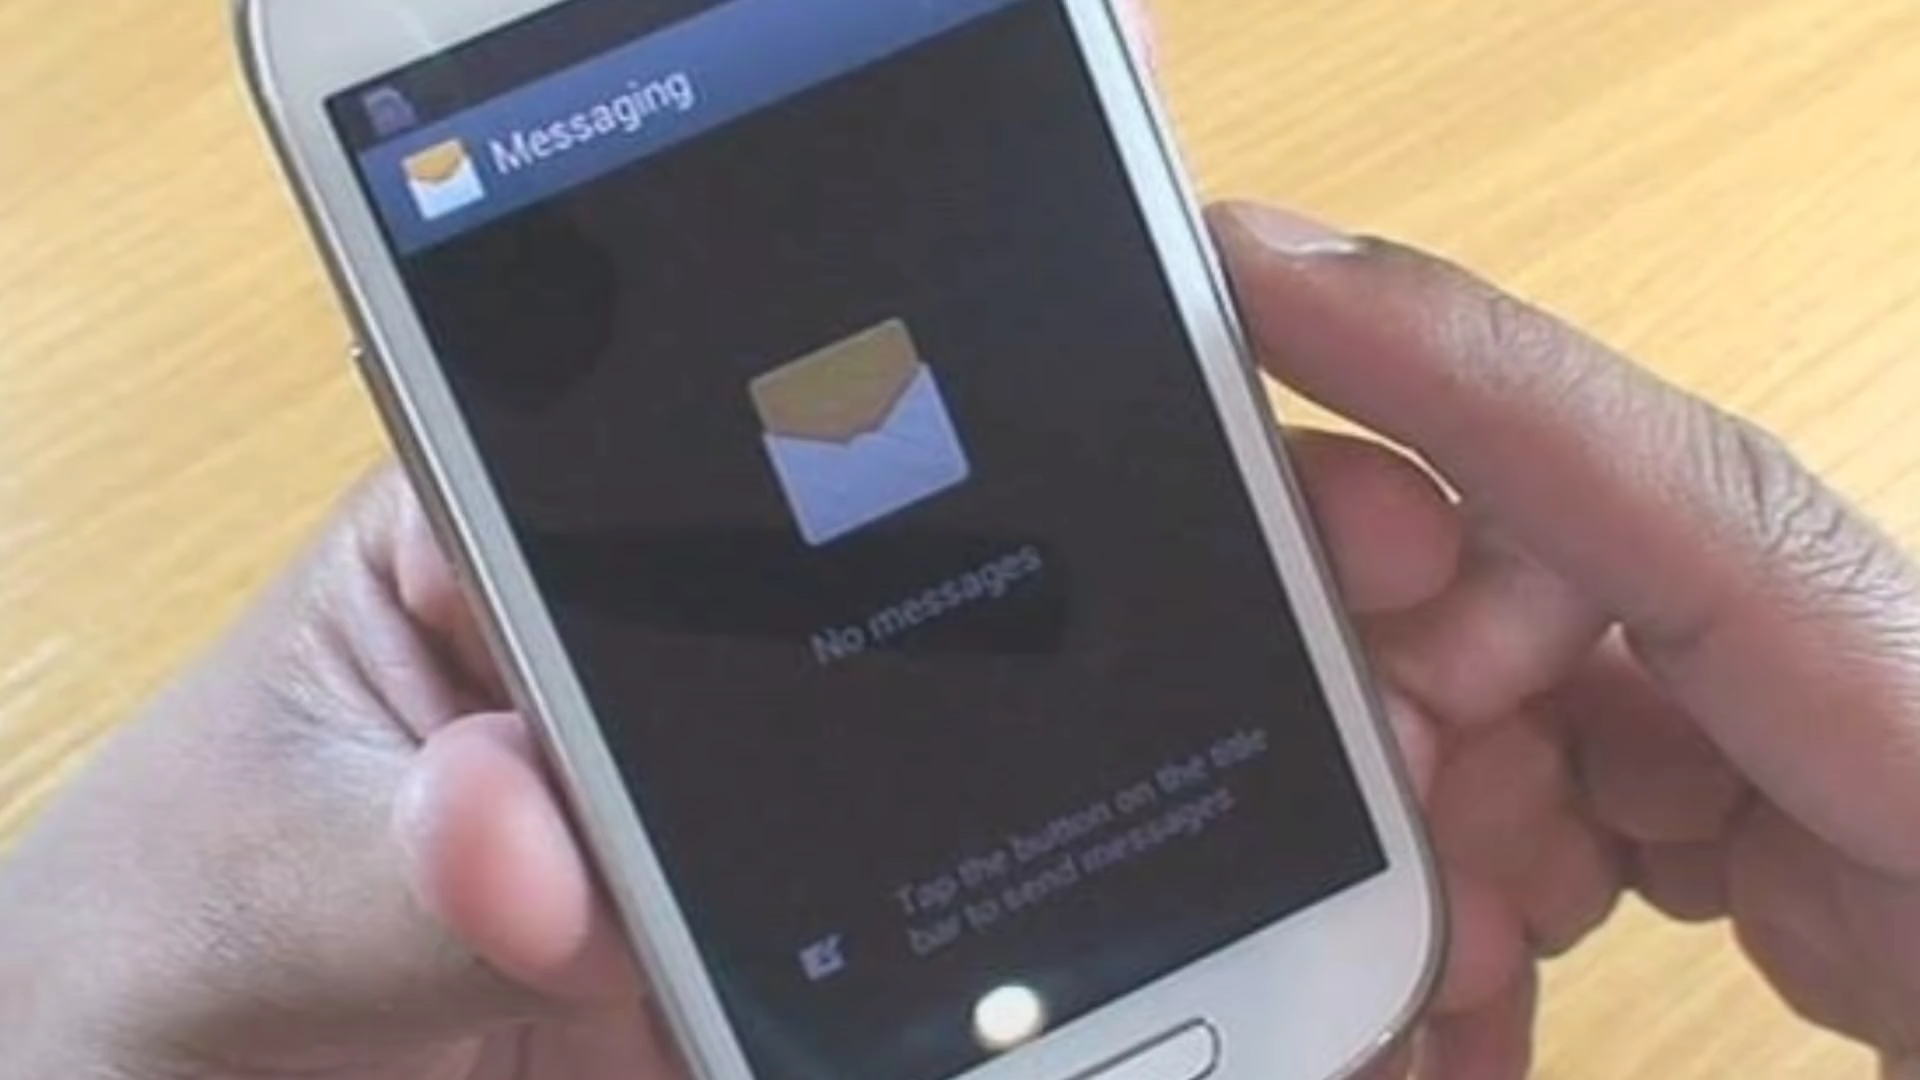 Messaging
No messages
Tap the button on the title
bar to send messages